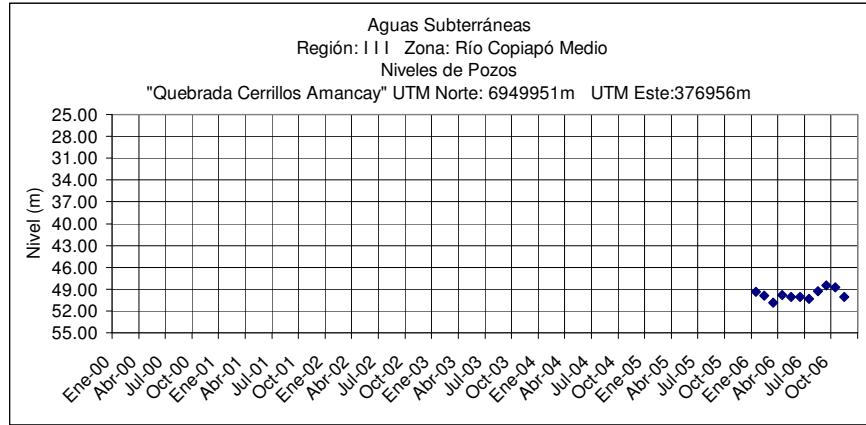 Aguas Subterráneas
Región: I I I Zona: Río Copiapó Medio
Niveles de Pozos
"Quebrada Cerrillos Amancay" UTM Norte: 6949951m UTM Este:376956m
Nivel (m)
25.00
28.00
31.00
34.00
37.00
40.00
43.00
46.00
49.00
52.00
55.00
Ene-00
Abr-00
Jul-00
Oct-00
Ene-01
Abr-01
Jul-01
Oct-01
Ene-02
Abr-02
Jul-02
Oct-02
Ene-03
Abr-03
Jul-03
Oct-03
Ene-04
Abr-04
Jul-04
Oct-04
Ene-05
Abr-05
Jul-05
Oct-05
Ene-06
Abr-06
Jul-06
Oct-06